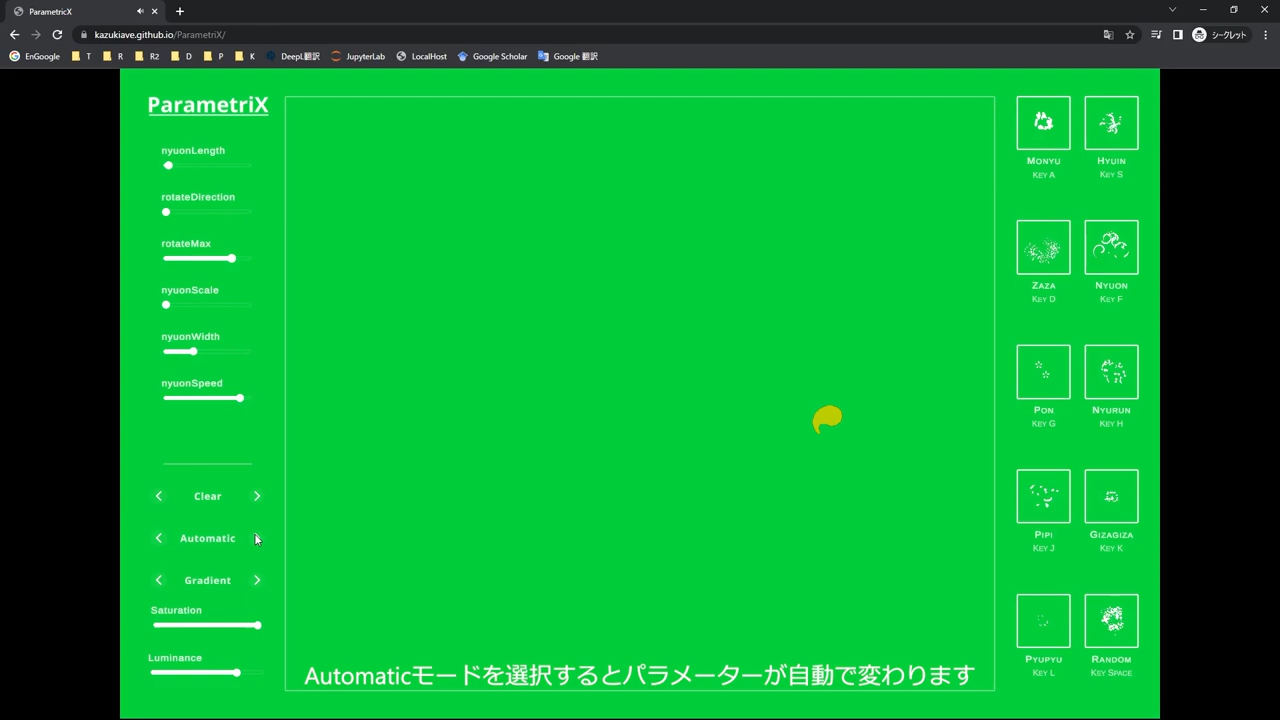 ParametricX
kazukiave.github.io/ParametriX/
シークレット
EnGoogle T R R2 D P K DeepL翻訳 JupyterLab LocalHost Google Scholar Google 翻訳
ParametriX
nyuonLength
rotateDirection
rotateMax
nyuonScale
nyuonWidth
nyuonSpeed
Clear
Automatic
Gradient
Saturation
Luminance
MONYU HYUIN
KEY A KEY S
ZAZA NYUON
KEY D KEY F
PON NYURUN
KEY G KEY H
PIPI GIZAGIZA
KEY J KEY K
PYUPYU RANDOM
KEY L KEY SPACE
Automaticモードを選択するとパラメーターが自動で変わります